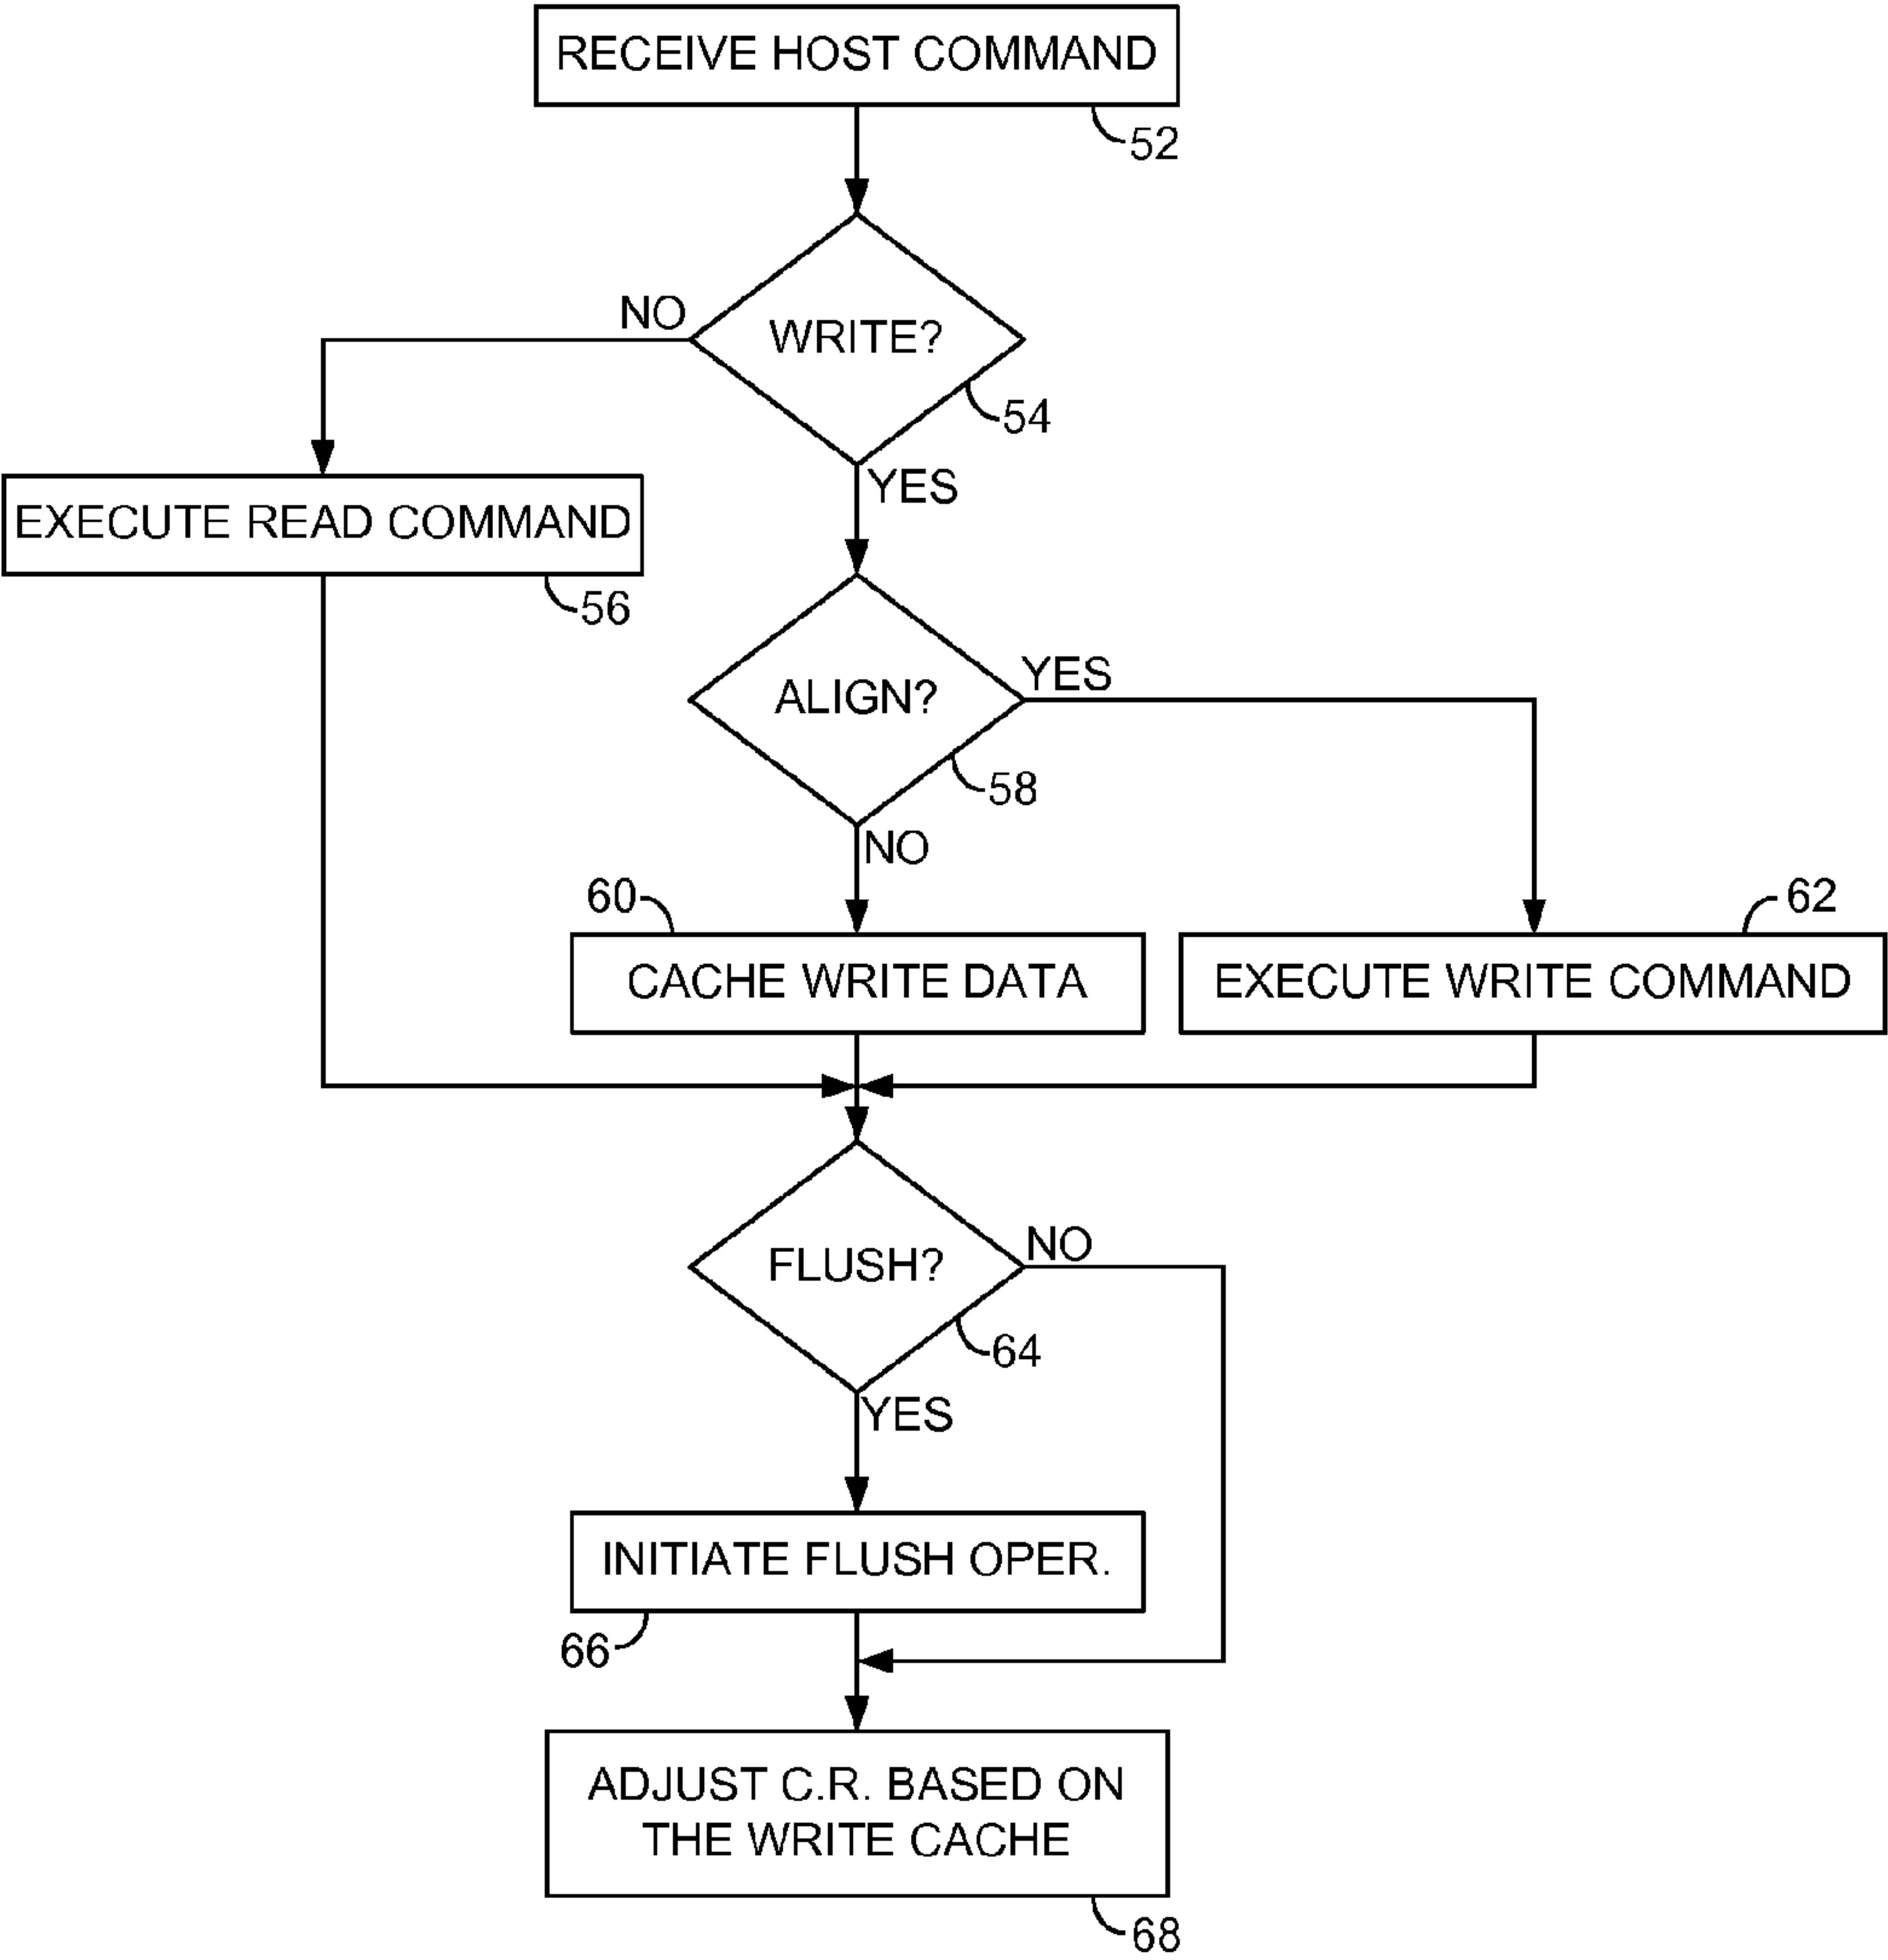 RECEIVE HOST COMMAND
52
WRITE?
NO
54
YES
EXECUTE READ COMMAND
56
ALIGN?
YES
58
NO
60
CACHE WRITE DATA
62
EXECUTE WRITE COMMAND
FLUSH?
NO
64
YES
INITIATE FLUSH OPER.
66
ADJUST C.R. BASED ON
THE WRITE CACHE
68